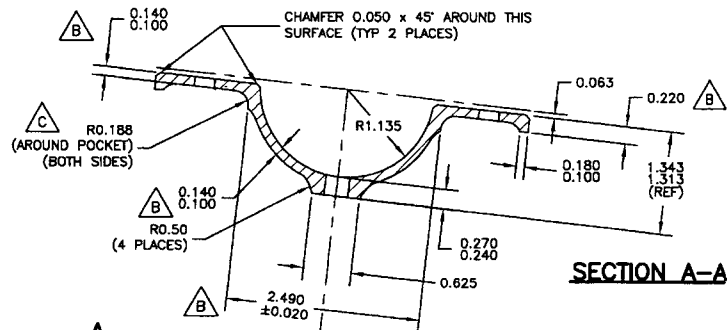 B
0.140
0.100
CHAMFER 0.050 x 45° AROUND THIS
SURFACE (TYP 2 PLACES)
0.063
0.220
B
C
R0.188
(AROUND POCKET)
(BOTH SIDES)
R1.135
0.180
0.100
1.343
1.313
(REF)
B
0.140
0.100
R0.50
(4 PLACES)
0.270
0.240
0.625
SECTION A-A
B
2.490
±0.020
A